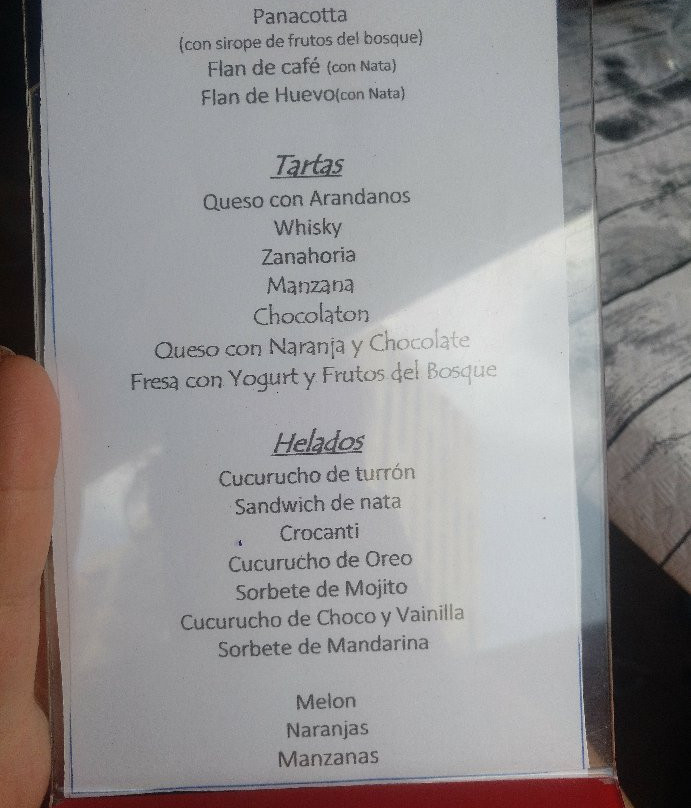 Panacotta
(con sirope de frutos del bosque)
Flan de café (con Nata)
Flan de Huevo(con Nata)
Tartas
Queso con Arandanos
Whisky
Zanahoria
Manzana
Chocolaton
Queso con Naranja y Chocolate
Fresa con Yogurt y Frutos del Bosque
Helados
Cucurucho de turrón
Sandwich de nata
Crocanti
Cucurucho de Oreo
Sorbete de Mojito
Cucurucho de Choco y Vainilla
Sorbete de Mandarina
Melon
Naranjas
Manzanas